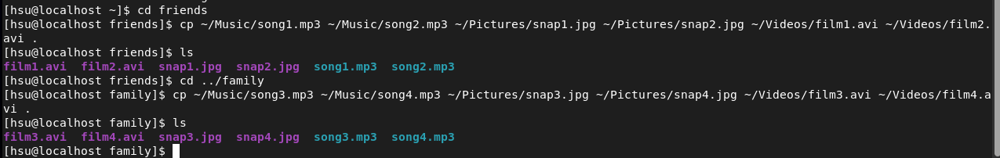 [hsu@localhost ~]$ cd friends
[hsu@localhost friends]$ cp ~/Music/song1.mp3 ~/Music/song2.mp3 ~/Pictures/snap1.jpg ~/Pictures/snap2.jpg ~/Videos/film1.avi ~/Videos/film2.
avi .
[hsu@localhost friends]$ ls
film1.avi  film2.avi  snap1.jpg  snap2.jpg  song1.mp3  song2.mp3
[hsu@localhost friends]$ cd ../family
[hsu@localhost family]$ cp ~/Music/song3.mp3 ~/Music/song4.mp3 ~/Pictures/snap3.jpg ~/Pictures/snap4.jpg ~/Videos/film3.avi ~/Videos/film4.a
vi .
[hsu@localhost family]$ ls
film3.avi  film4.avi  snap3.jpg  snap4.jpg  song3.mp3  song4.mp3
[hsu@localhost family]$